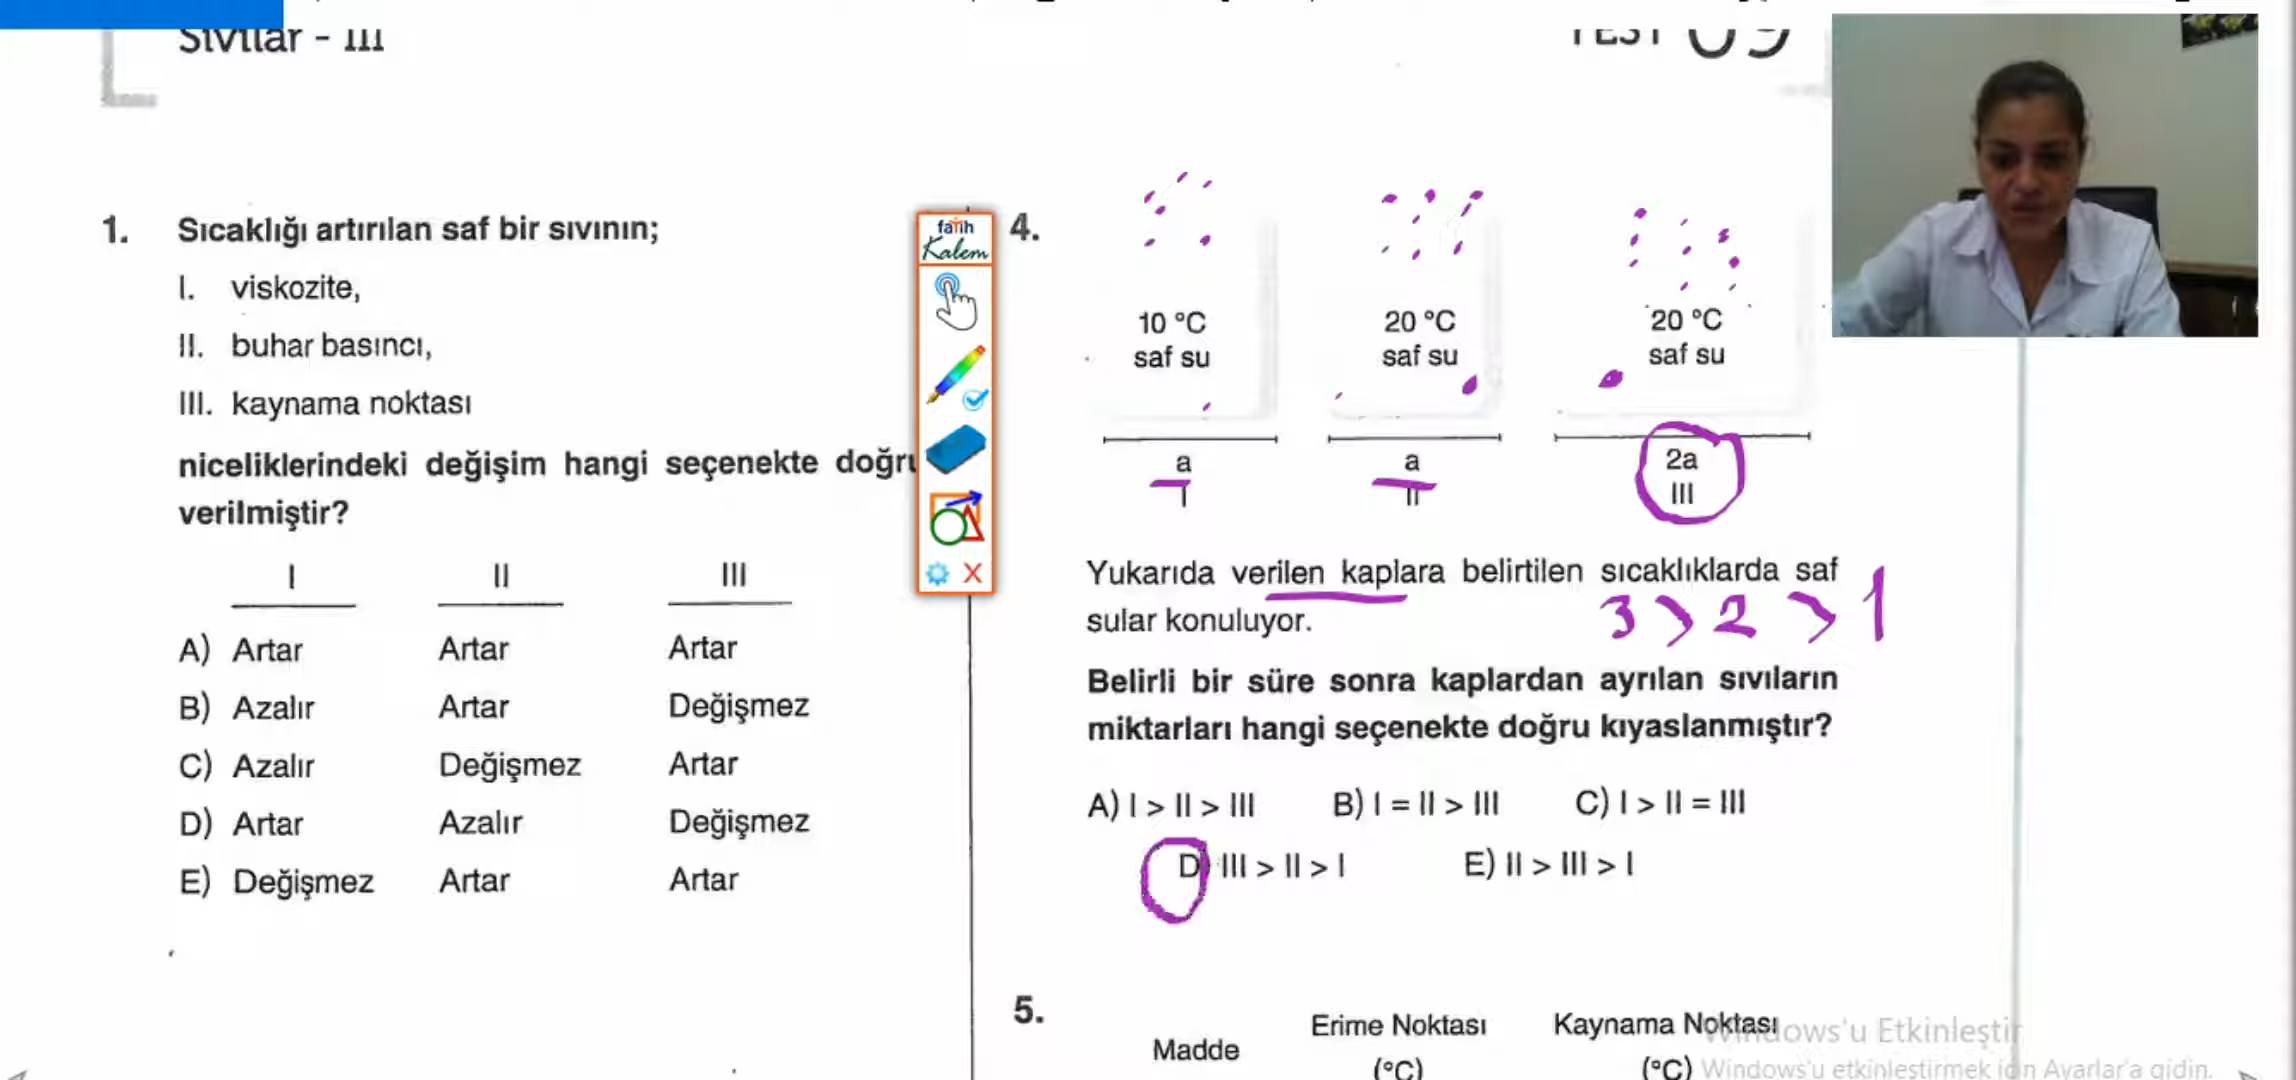 Sıvılar - III
TEST 09
1. Sıcaklığı artırılan saf bir sıvının;
I. viskozite,
II. buhar basıncı,
III. kaynama noktası
niceliklerindeki değişim hangi seçenekte doğru
verilmiştir?
I II III
A) Artar Artar Artar
B) Azalır Artar Değişmez
C) Azalır Değişmez Artar
D) Artar Azalır Değişmez
E) Değişmez Artar Artar
fatih
Kalem
4.
10 °C 20 °C 20 °C
saf su saf su saf su
a a 2a
I II III
Yukarıda verilen kaplara belirtilen sıcaklıklarda saf
sular konuluyor.
3 > 2 > 1
Belirli bir süre sonra kaplardan ayrılan sıvıların
miktarları hangi seçenekte doğru kıyaslanmıştır?
A) I > II > III B) I = II > III C) I > II = III
D) III > II > I E) II > III > I
5.
Madde Erime Noktası Kaynama Noktası
(°C) (°C)
Windows'u Etkinleştir
Windows'u etkinleştirmek için Ayarlar'a gidin.